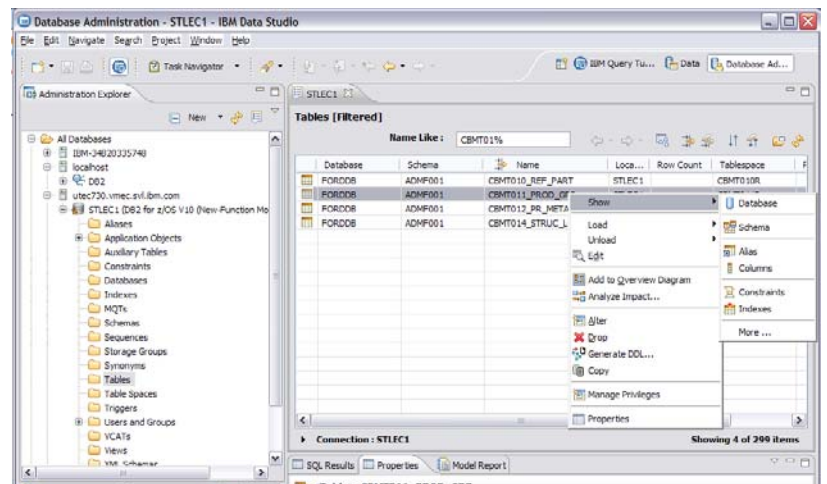 Database Administration - STLEC1 - IBM Data Studio
File Edit Navigate Search Project Window Help
Task Navigator
IBM Query Tu... Data Database Ad...
Administration Explorer
New
All Databases
IBM-34820335748
localhost
DB2
utec730.vmec.svl.ibm.com
STLEC1 (DB2 for z/OS V10 (New-Function Mo
Aliases
Application Objects
Auxiliary Tables
Constraints
Databases
Indexes
MQTs
Schemas
Sequences
Storage Groups
Synonyms
Tables
Table Spaces
Triggers
Users and Groups
VCATs
Views
XML Schemas
STLEC1
Tables [Filtered]
Name Like : CBMT01%
Database Schema Name Loca... Row Count Tablespace
FORDDB ADMF001 CBMT010_REF_PART STLEC1 CBMT010R
FORDDB ADMF001 CBMT011_PROD_GRP
FORDDB ADMF001 CBMT012_PR_META
FORDDB ADMF001 CBMT014_STRUC_L
Show
Load
Unload
Edit
Add to Overview Diagram
Analyze Impact...
Alter
Drop
Generate DDL...
Copy
Manage Privileges
Properties
Database
Schema
Alias
Columns
Constraints
Indexes
More ...
Connection : STLEC1 Showing 4 of 299 items
SQL Results Properties Model Report